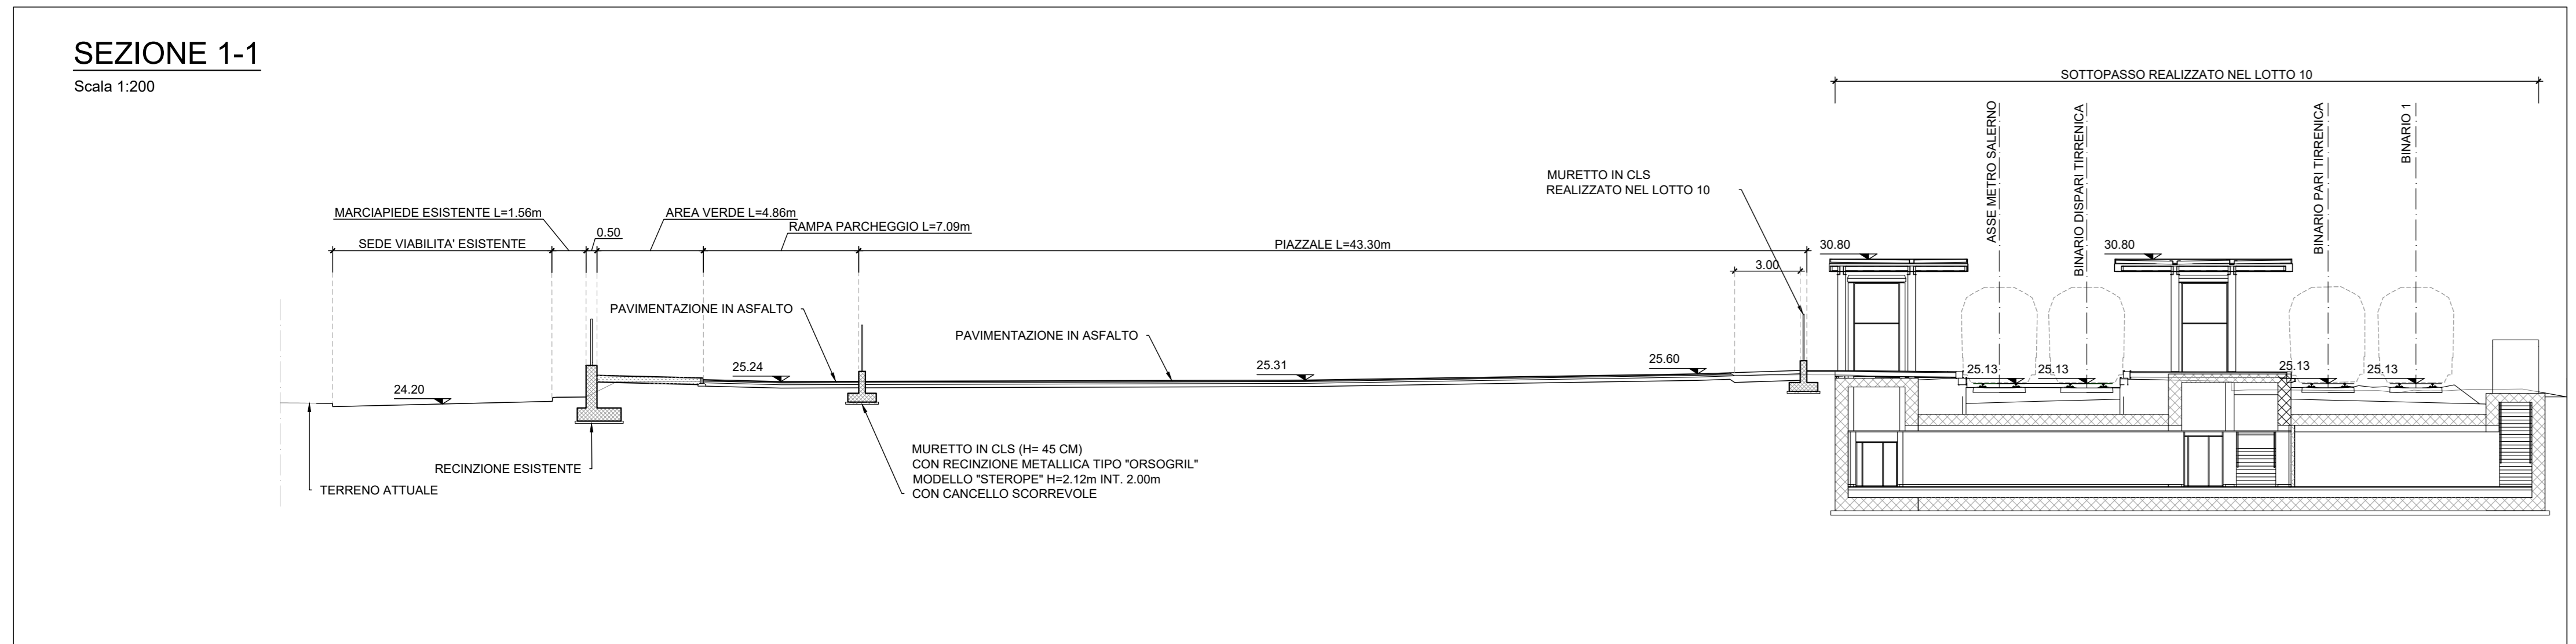 SEZIONE 1-1
Scala 1:200
SOTTOPASSO REALIZZATO NEL LOTTO 10
ASSE METRO SALERNO
BINARIO DISPARI TIRRENICA
BINARIO PARI TIRRENICA
BINARIO 1
MURETTO IN CLS
REALIZZATO NEL LOTTO 10
MARCIAPIEDE ESISTENTE L=1.56m
0.50
AREA VERDE L=4.86m
RAMPA PARCHEGGIO L=7.09m
SEDE VIABILITA' ESISTENTE
PIAZZALE L=43.30m
30.80
30.80
3.00
PAVIMENTAZIONE IN ASFALTO
PAVIMENTAZIONE IN ASFALTO
24.20
25.24
25.31
25.60
25.13
25.13
25.13
25.13
MURETTO IN CLS (H= 45 CM)
CON RECINZIONE METALLICA TIPO "ORSOGRIL"
MODELLO "STEROPE" H=2.12m INT. 2.00m
CON CANCELLO SCORREVOLE
RECINZIONE ESISTENTE
TERRENO ATTUALE